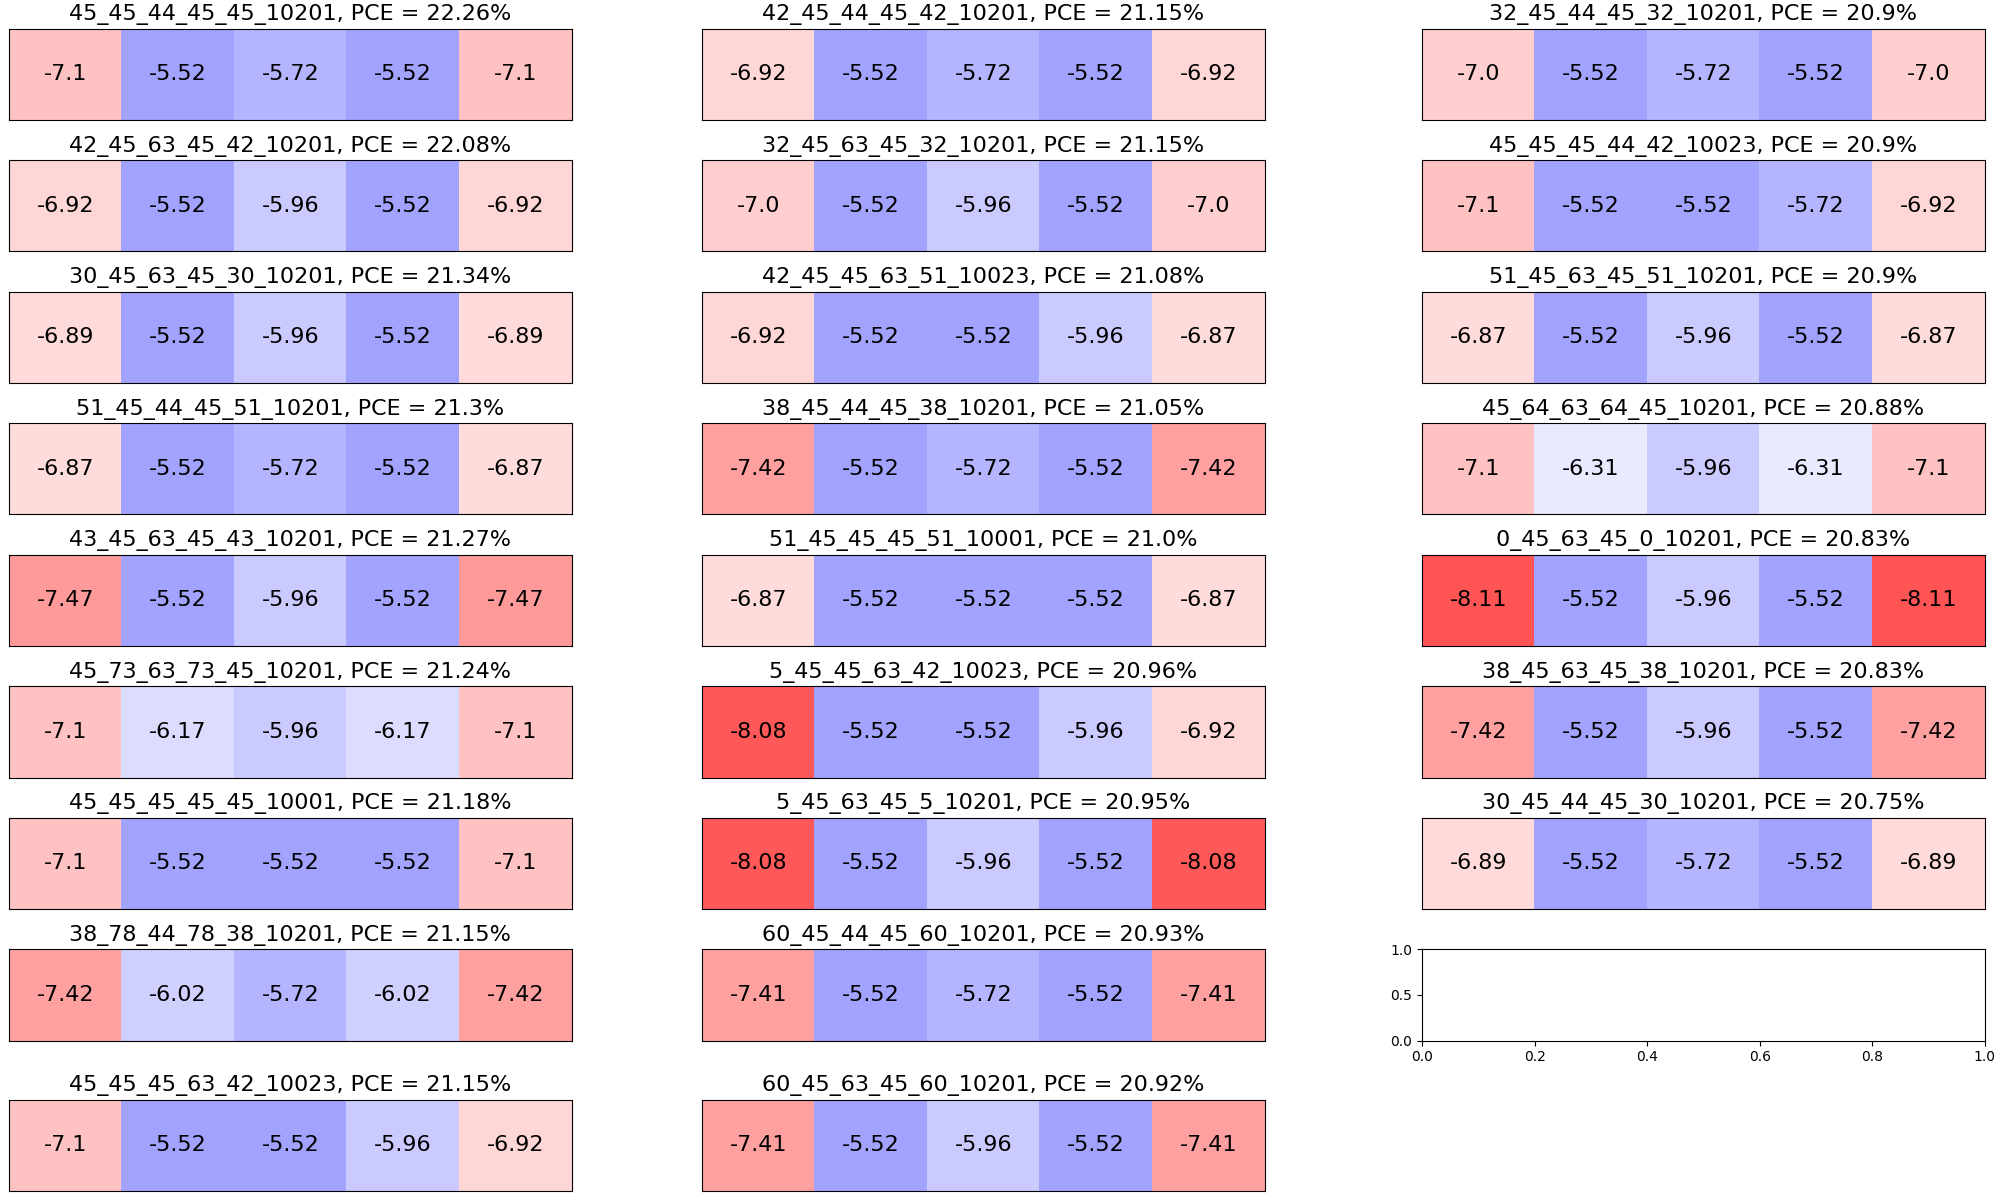 45_45_44_45_45_10201, PCE = 22.26%
-7.1 -5.52 -5.72 -5.52 -7.1
42_45_63_45_42_10201, PCE = 22.08%
-6.92 -5.52 -5.96 -5.52 -6.92
30_45_63_45_30_10201, PCE = 21.34%
-6.89 -5.52 -5.96 -5.52 -6.89
51_45_44_45_51_10201, PCE = 21.3%
-6.87 -5.52 -5.72 -5.52 -6.87
43_45_63_45_43_10201, PCE = 21.27%
-7.47 -5.52 -5.96 -5.52 -7.47
45_73_63_73_45_10201, PCE = 21.24%
-7.1 -6.17 -5.96 -6.17 -7.1
45_45_45_45_45_10001, PCE = 21.18%
-7.1 -5.52 -5.52 -5.52 -7.1
38_78_44_78_38_10201, PCE = 21.15%
-7.42 -6.02 -5.72 -6.02 -7.42
45_45_45_63_42_10023, PCE = 21.15%
-7.1 -5.52 -5.52 -5.96 -6.92
42_45_44_45_42_10201, PCE = 21.15%
-6.92 -5.52 -5.72 -5.52 -6.92
32_45_63_45_32_10201, PCE = 21.15%
-7.0 -5.52 -5.96 -5.52 -7.0
42_45_45_63_51_10023, PCE = 21.08%
-6.92 -5.52 -5.52 -5.96 -6.87
38_45_44_45_38_10201, PCE = 21.05%
-7.42 -5.52 -5.72 -5.52 -7.42
51_45_45_45_51_10001, PCE = 21.0%
-6.87 -5.52 -5.52 -5.52 -6.87
5_45_45_63_42_10023, PCE = 20.96%
-8.08 -5.52 -5.52 -5.96 -6.92
5_45_63_45_5_10201, PCE = 20.95%
-8.08 -5.52 -5.96 -5.52 -8.08
60_45_44_45_60_10201, PCE = 20.93%
-7.41 -5.52 -5.72 -5.52 -7.41
60_45_63_45_60_10201, PCE = 20.92%
-7.41 -5.52 -5.96 -5.52 -7.41
32_45_44_45_32_10201, PCE = 20.9%
-7.0 -5.52 -5.72 -5.52 -7.0
45_45_45_44_42_10023, PCE = 20.9%
-7.1 -5.52 -5.52 -5.72 -6.92
51_45_63_45_51_10201, PCE = 20.9%
-6.87 -5.52 -5.96 -5.52 -6.87
45_64_63_64_45_10201, PCE = 20.88%
-7.1 -6.31 -5.96 -6.31 -7.1
0_45_63_45_0_10201, PCE = 20.83%
-8.11 -5.52 -5.96 -5.52 -8.11
38_45_63_45_38_10201, PCE = 20.83%
-7.42 -5.52 -5.96 -5.52 -7.42
30_45_44_45_30_10201, PCE = 20.75%
-6.89 -5.52 -5.72 -5.52 -6.89
1.0
0.5
0.0
0.0 0.2 0.4 0.6 0.8 1.0